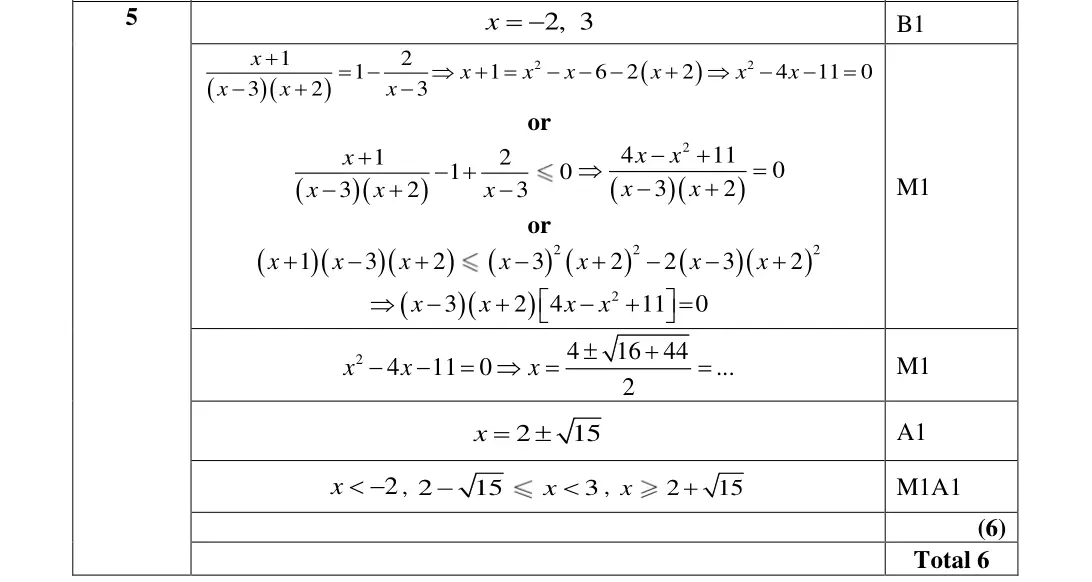 5
x = −2, 3
B1
x+1/((x−3)(x+2)) = 1 − 2/(x−3) ⇒ x+1 = x² − x − 6 − 2(x+2) ⇒ x² − 4x − 11 = 0
or
x+1/((x−3)(x+2)) − 1 + 2/(x−3) ⩽ 0 ⇒ (4x − x² + 11)/((x−3)(x+2)) = 0
M1
or
(x+1)(x−3)(x+2) ⩽ (x−3)²(x+2)² − 2(x−3)(x+2)²
⇒ (x−3)(x+2)[4x − x² + 11] = 0
x² − 4x − 11 = 0 ⇒ x = (4 ± √(16+44))/2 = ...
M1
x = 2 ± √15
A1
x < −2, 2 − √15 ⩽ x < 3, x ⩾ 2 + √15
M1A1
(6)
Total 6